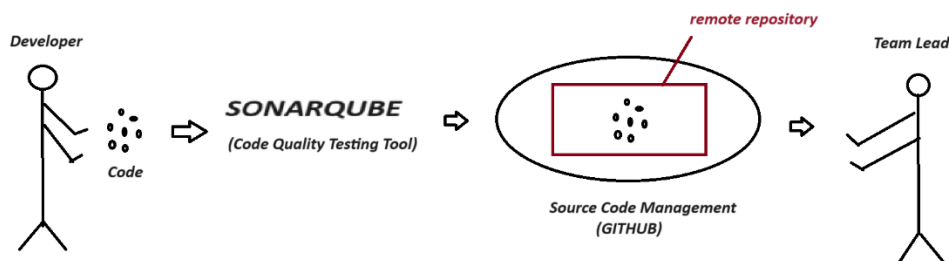 remote repository
Developer
Team Lead
SONARQUBE
(Code Quality Testing Tool)
Code
Source Code Management
(GITHUB)